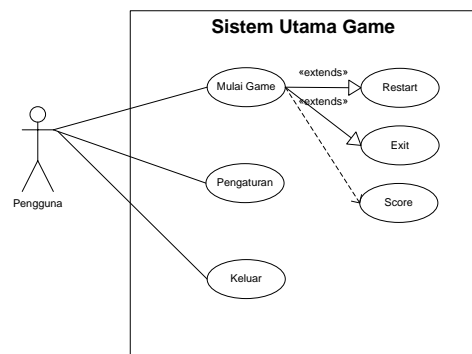 Sistem Utama Game
Mulai Game
«extends»
Restart
«extends»
Exit
Pengguna
Pengaturan
Score
Keluar